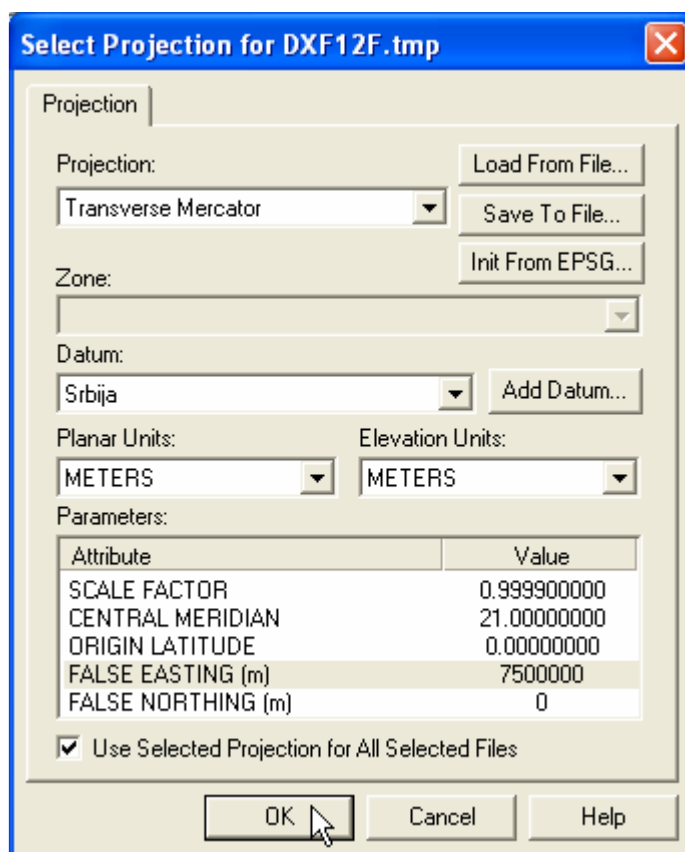 Select Projection for DXF12F.tmp
Projection
Projection:
Load From File...
Transverse Mercator
Save To File...
Init From EPSG...
Zone:
Datum:
Srbija
Add Datum...
Planar Units:
Elevation Units:
METERS
METERS
Parameters:
Attribute Value
SCALE FACTOR 0.999900000
CENTRAL MERIDIAN 21.00000000
ORIGIN LATITUDE 0.00000000
FALSE EASTING (m) 7500000
FALSE NORTHING (m) 0
Use Selected Projection for All Selected Files
OK
Cancel
Help